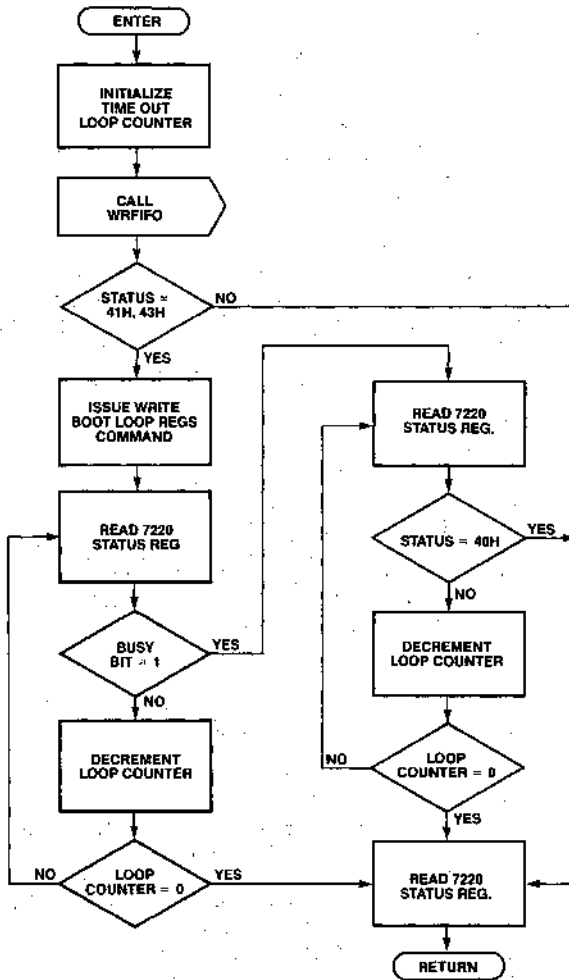 ENTER
INITIALIZE
TIME OUT
LOOP COUNTER
CALL
WRFIFO
STATUS =
41H, 43H
NO
YES
ISSUE WRITE
BOOT LOOP REGS
COMMAND
READ 7220
STATUS REG
BUSY
BIT = 1
YES
NO
DECREMENT
LOOP COUNTER
LOOP
COUNTER = 0
NO
YES
READ 7220
STATUS REG.
STATUS = 40H
YES
NO
DECREMENT
LOOP COUNTER
LOOP
COUNTER = 0
NO
YES
READ 7220
STATUS REG.
RETURN